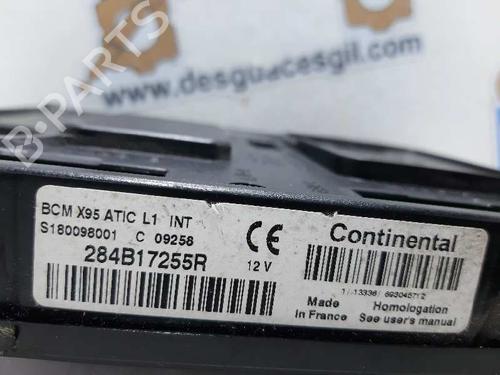 www.desguacesgil.com
B-PARTS
BCM X95 ATIC L1 INT
S180098001 C 09258
284B17255R
CE
12 V
Continental
Made
in France
Homologation
See user's manual